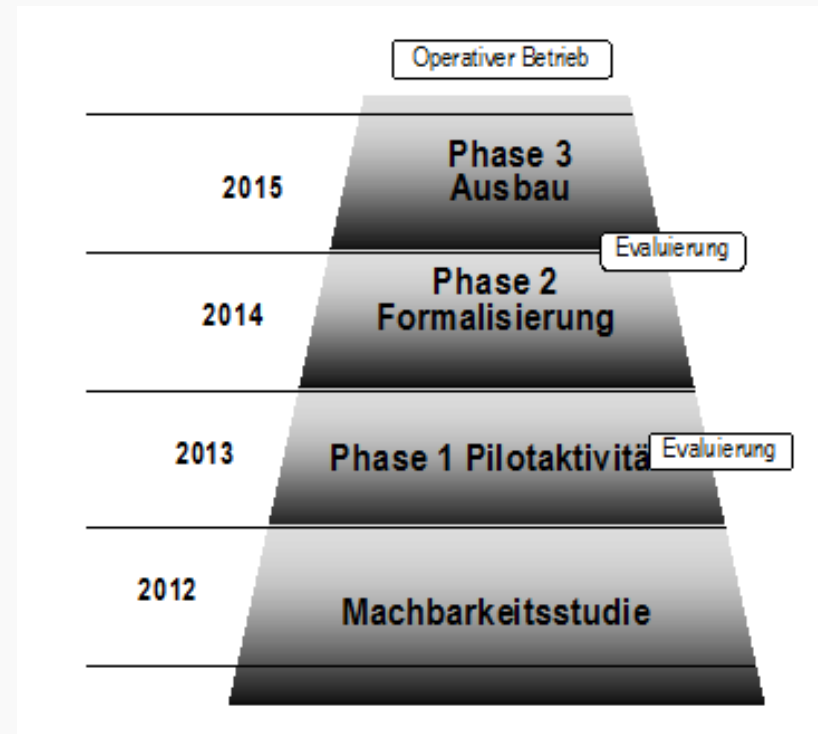 Operativer Betrieb
Phase 3
Ausbau
2015
Evaluierung
Phase 2
Formalisierung
2014
2013
Phase 1 Pilotaktivitä
Evaluierung
2012
Machbarkeitsstudie